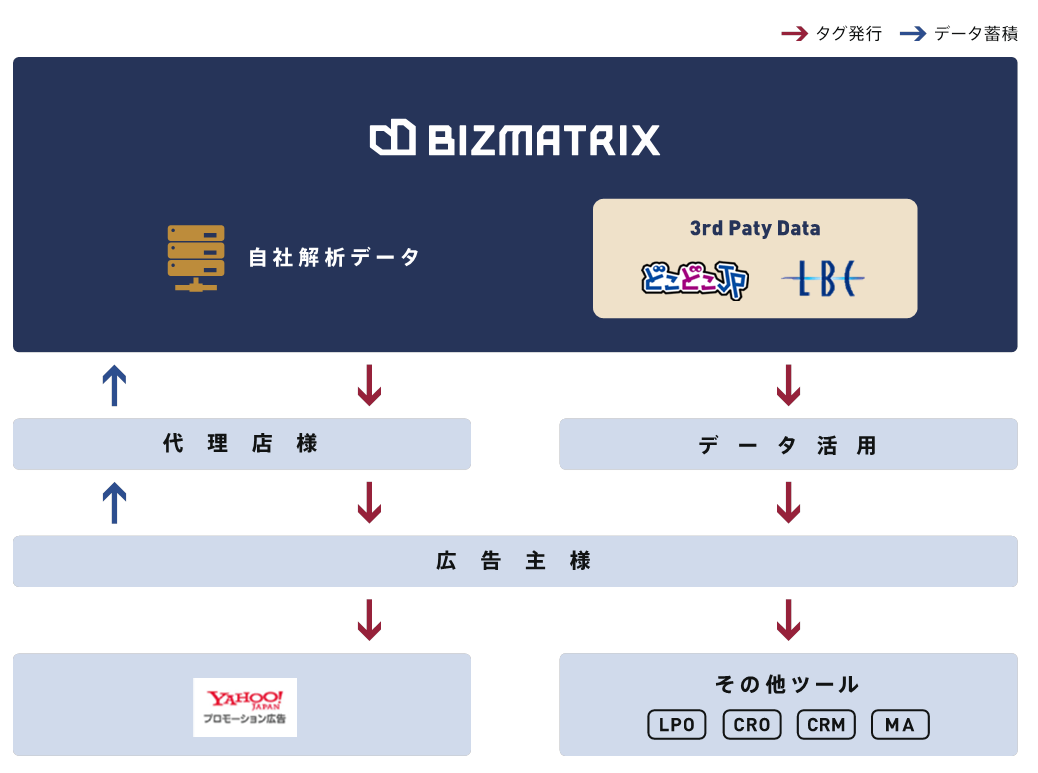 タグ発行 データ蓄積
BIZMATRIX
自社解析データ
3rd Paty Data
どこどこJP LBC
代理店様 データ活用
広告主様
YAHOO!
JAPAN
プロモーション広告
その他ツール
LPO CRO CRM MA